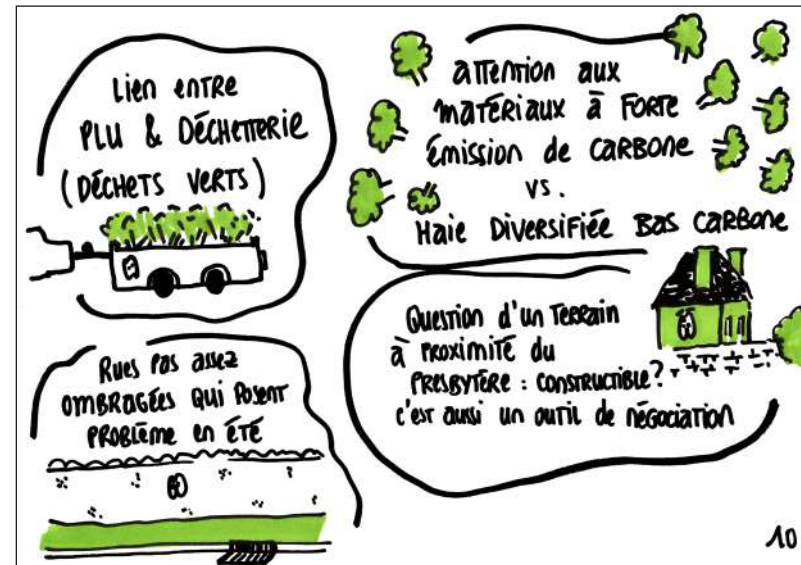 Lien entre
PLU & Déchetterie
(Déchets verts)
attention aux
matériaux à forte
émission de carbone
vs.
Haie Diversifiée Bas carbone
Rues pas assez
ombragées qui posent
problème en été
Question d'un terrain
à proximité du
presbytère : constructible ?
c'est aussi un outil de négociation
10